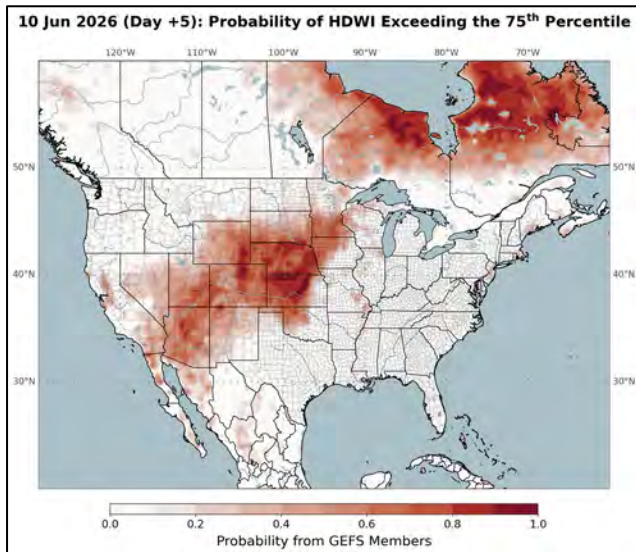 10 Jun 2026 (Day +5): Probability of HDWI Exceeding the 75th Percentile
120°W 110°W 100°W 90°W 80°W 70°W
50°N 50°N
40°N 40°N
30°N 30°N
0.0 0.2 0.4 0.6 0.8 1.0
Probability from GEFS Members